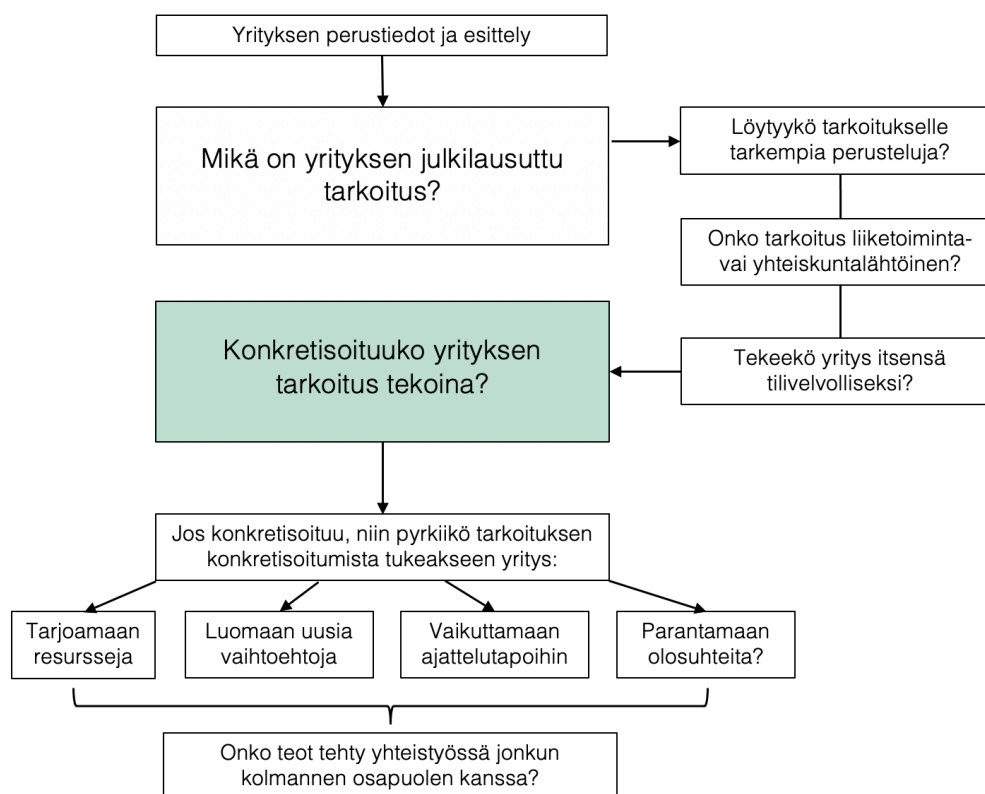 Yrityksen perustiedot ja esittely
Mikä on yrityksen julkilausuttu
tarkoitus?
Löytyykö tarkoitukselle
tarkempia perusteluja?
Onko tarkoitus liiketoiminta-
vai yhteiskuntalähtöinen?
Tekeekö yritys itsensä
tilivelvolliseksi?
Konkretisoituuko yrityksen
tarkoitus tekoina?
Jos konkretisoituu, niin pyrkiikö tarkoituksen
konkretisoitumista tukeakseen yritys:
Tarjoamaan
resursseja
Luomaan uusia
vaihtoehtoja
Vaikuttamaan
ajattelutapoihin
Parantamaan
olosuhteita?
Onko teot tehty yhteistyössä jonkun
kolmannen osapuolen kanssa?